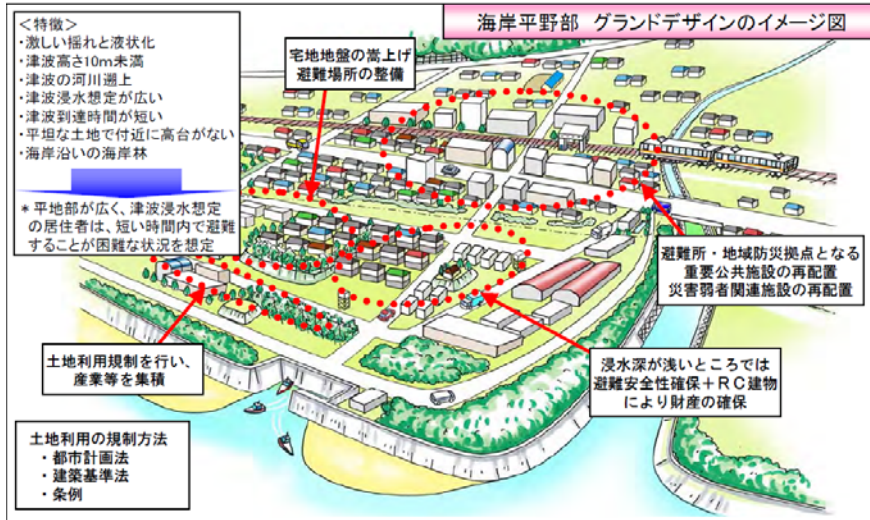 海岸平野部 グランドデザインのイメージ図
<特徴>
・激しい揺れと液状化
・津波高さ10m未満
・津波の河川遡上
・津波浸水想定が広い
・津波到達時間が短い
・平坦な土地で付近に高台がない
・海岸沿いの海岸林
＊平地部が広く、津波浸水想定
の居住者は、短い時間内で避難
することが困難な状況を想定
宅地地盤の嵩上げ
避難場所の整備
避難所・地域防災拠点となる
重要公共施設の再配置
災害弱者関連施設の再配置
土地利用規制を行い、
産業等を集積
浸水深が浅いところでは
避難安全性確保＋RC建物
により財産の確保
土地利用の規制方法
・都市計画法
・建築基準法
・条例